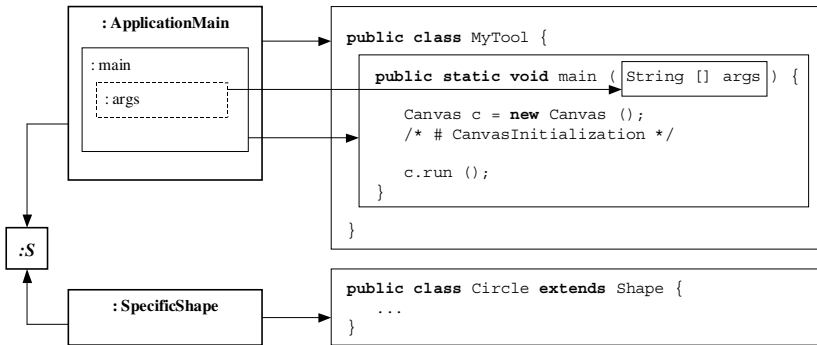 : ApplicationMain
: main
: args
:S
: SpecificShape
public class MyTool {
public static void main ( String [] args ) {
Canvas c = new Canvas ();
/* # CanvasInitialization */
c.run ();
}
}
public class Circle extends Shape {
...
}